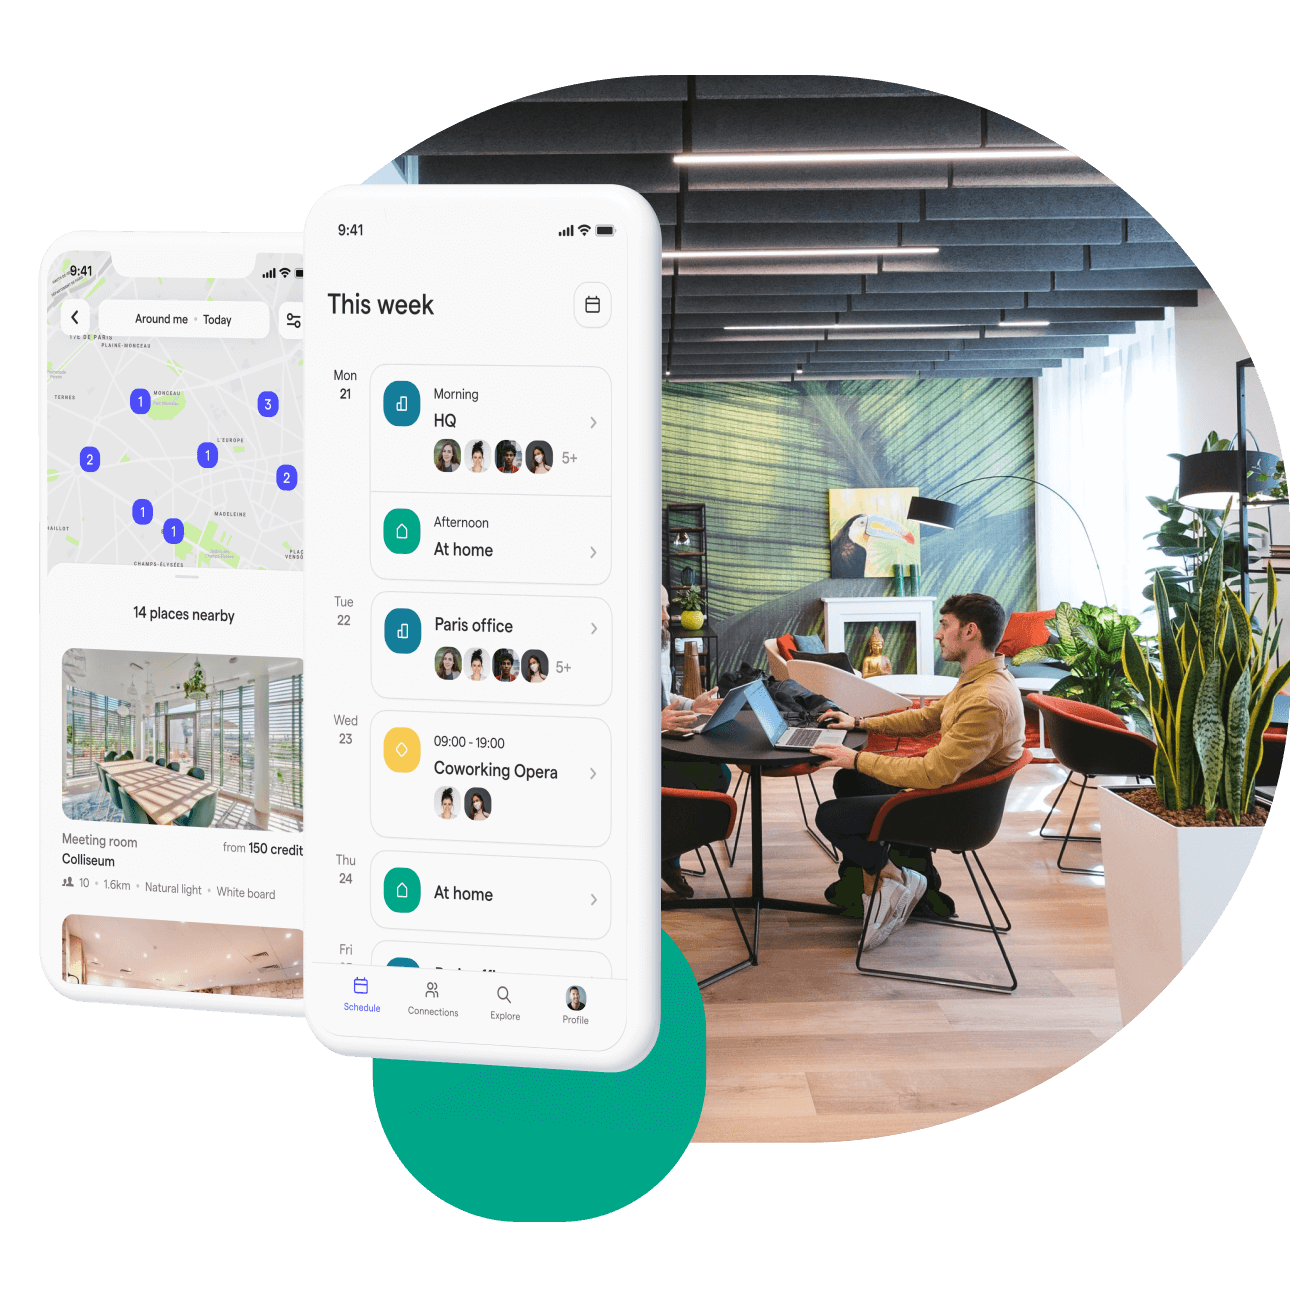 9:41
Around me • Today
17E DE PARIS
PLAINE-MONCEAU
TERNES
1
MONCEAU
3
2
1
L'EUROPE
2
1
MADELEINE
1
CHAMPS-ÉLYSÉES
14 places nearby
Meeting room
from 150 credit
Colliseum
10 • 1.6km • Natural light • White board
9:41
This week
Mon
21
Morning
HQ
5+
Afternoon
At home
Tue
22
Paris office
5+
Wed
23
09:00 - 19:00
Coworking Opera
Thu
24
At home
Fri
Schedule
Connections
Explore
Profile